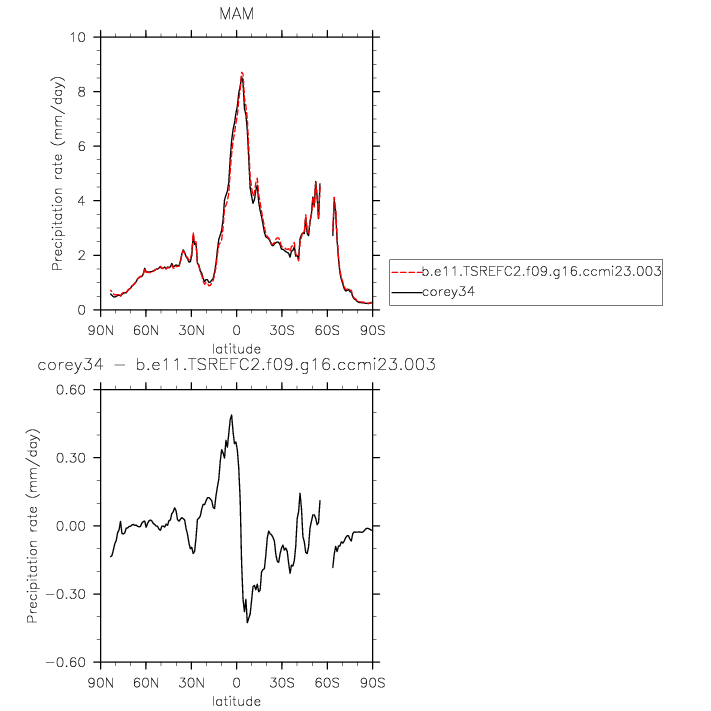 MAM
Precipitation rate (mm/day)
10
8
6
4
2
0
90N 60N 30N 0 30S 60S 90S
latitude
b.e11.TSREFC2.f09.g16.ccmi23.003
corey34
corey34 − b.e11.TSREFC2.f09.g16.ccmi23.003
Precipitation rate (mm/day)
0.60
0.30
0.00
−0.30
−0.60
90N 60N 30N 0 30S 60S 90S
latitude